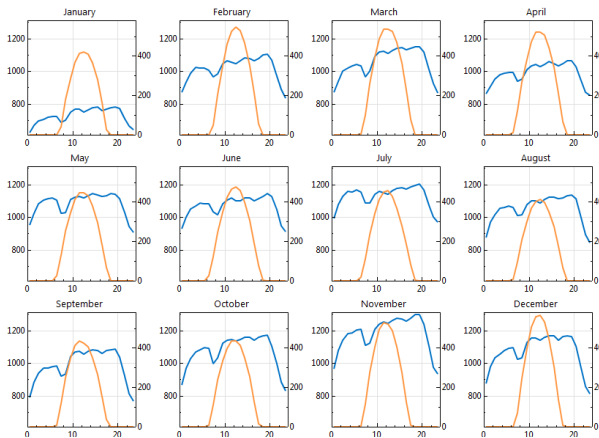 January February March April
1200 1200 1200 1200
400 400 400 40
1000 1000 1000 1000
200 200 200 20
800 800 800 800
0 0 0 0
0 10 20 0 10 20 0 10 20 0 10 20
May June July August
1200 1200 1200 1200
400 400 400 40
1000 1000 1000 1000
200 200 200 20
800 800 800 800
0 0 0 0
0 10 20 0 10 20 0 10 20 0 10 20
September October November December
1200 1200 1200 1200
400 400 400 40
1000 1000 1000 1000
200 200 200 20
800 800 800 800
0 0 0 0
0 10 20 0 10 20 0 10 20 0 10 20